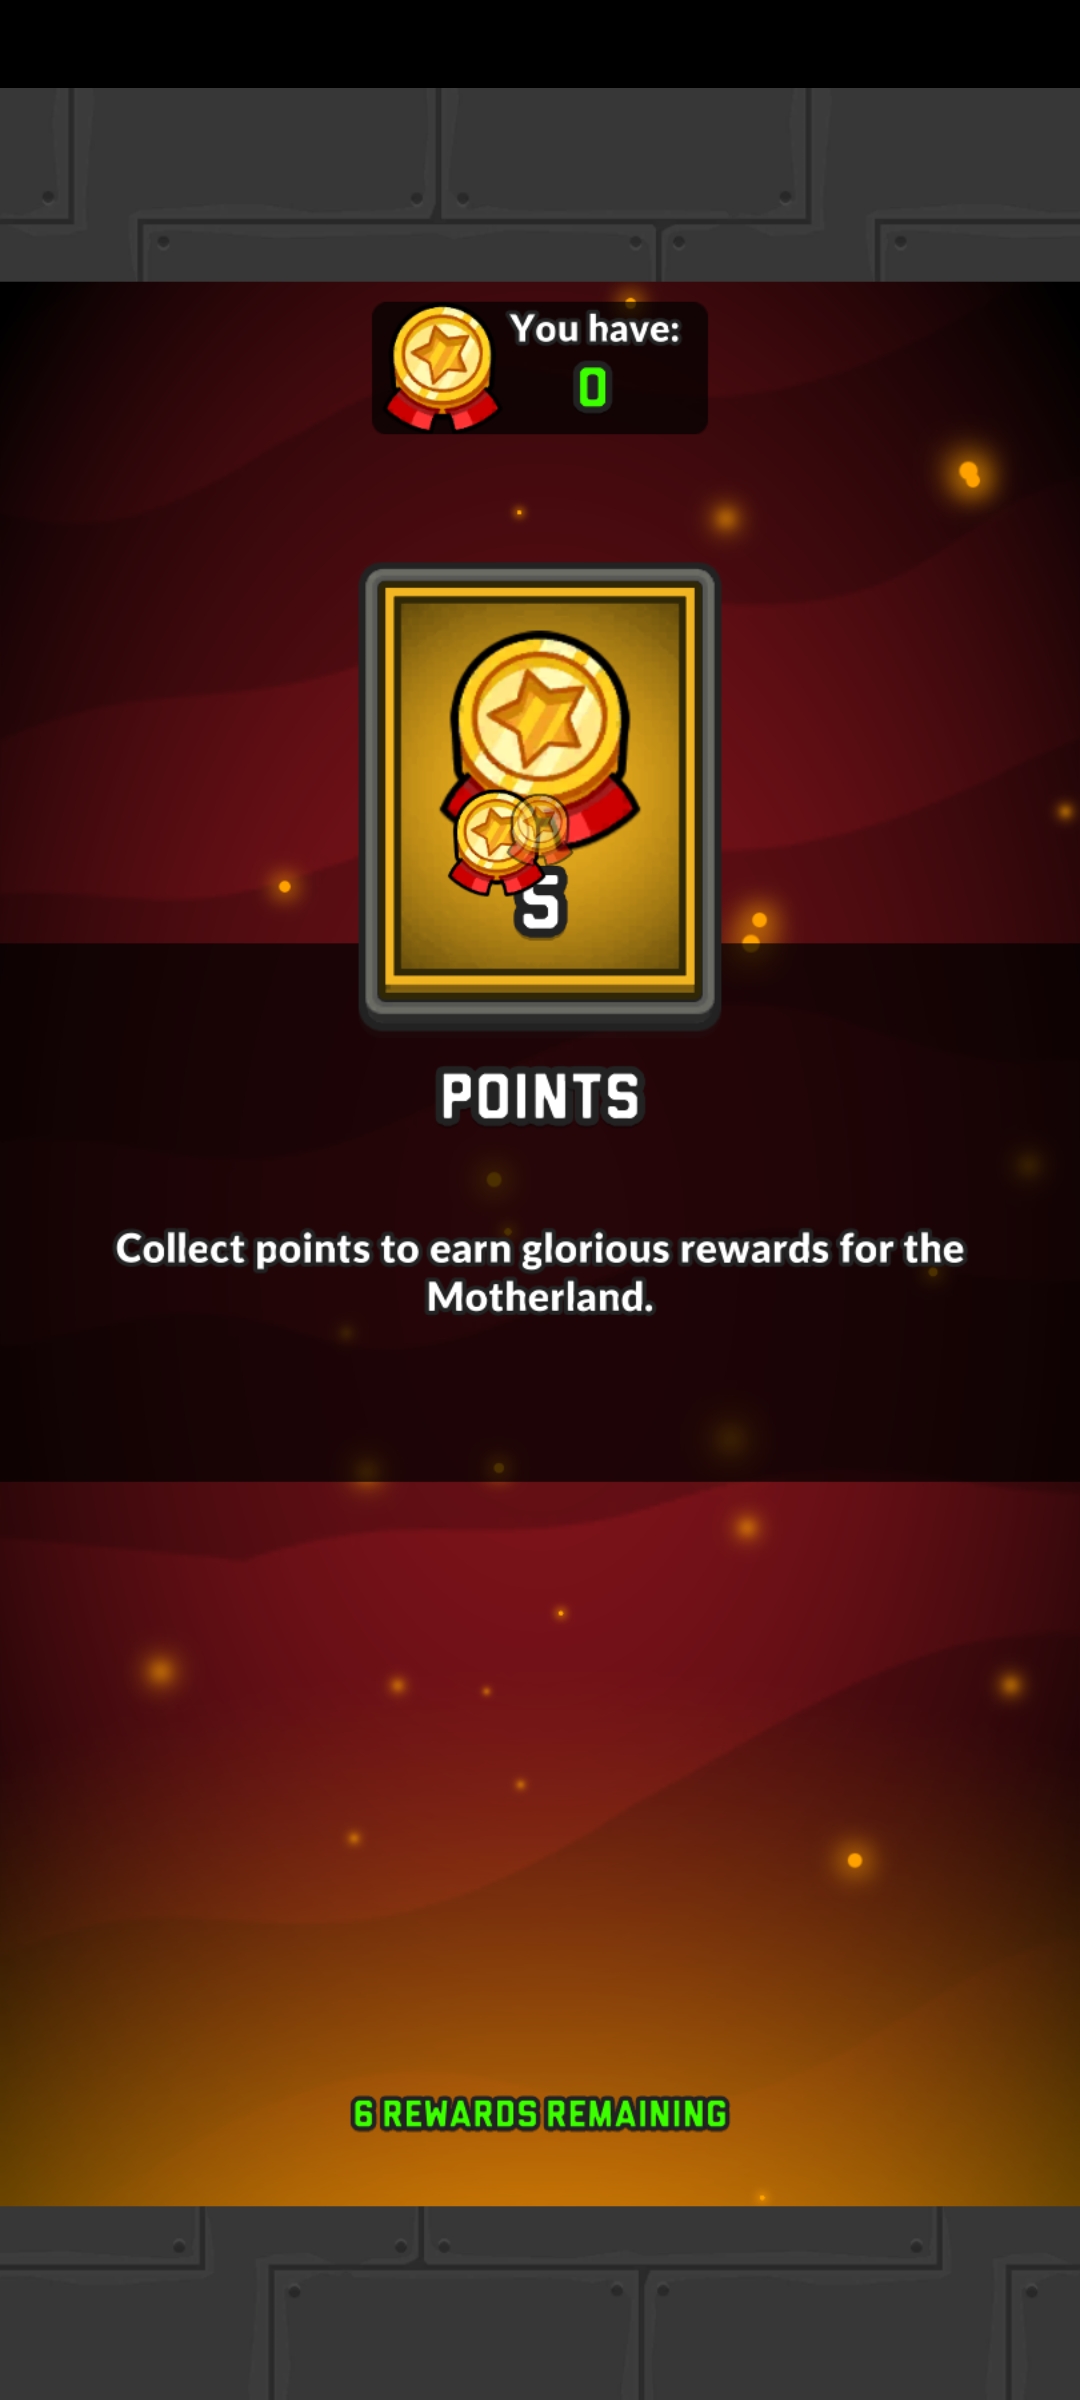 You have:
0
5
POINTS
Collect points to earn glorious rewards for the
Motherland.
6 REWARDS REMAINING